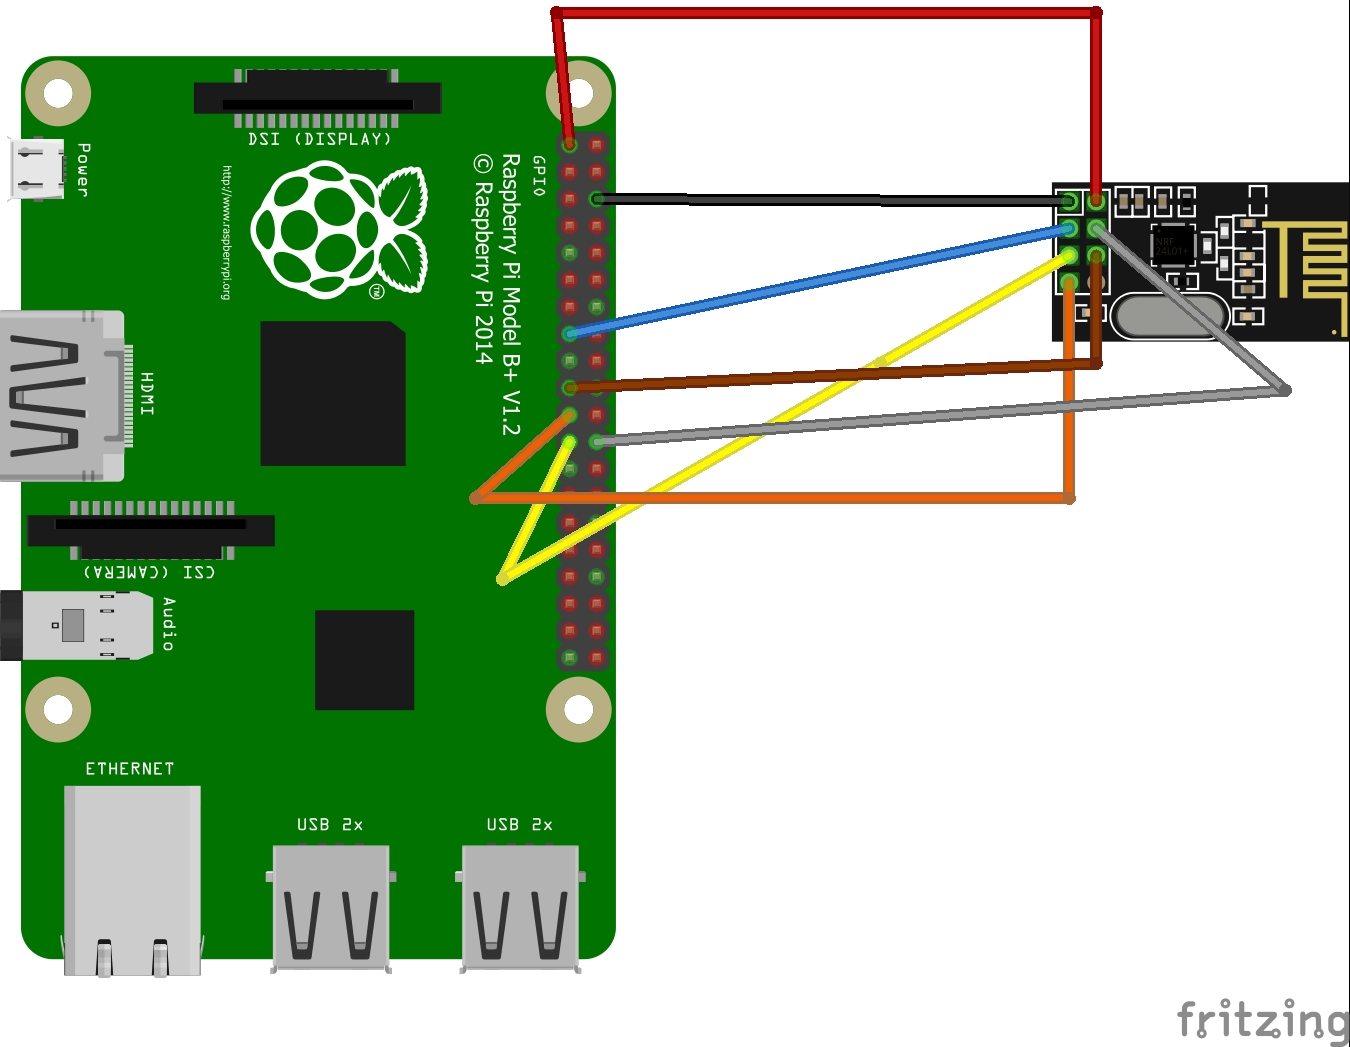 DSI (DISPLAY)
Power
http://www.raspberrypi.org
TM
GPIO
Raspberry Pi Model B+ V1.2
© Raspberry Pi 2014
NRF
24L01+
HDMI
CSI (CAMERA)
Audio
ETHERNET
USB 2x
USB 2x
fritzing